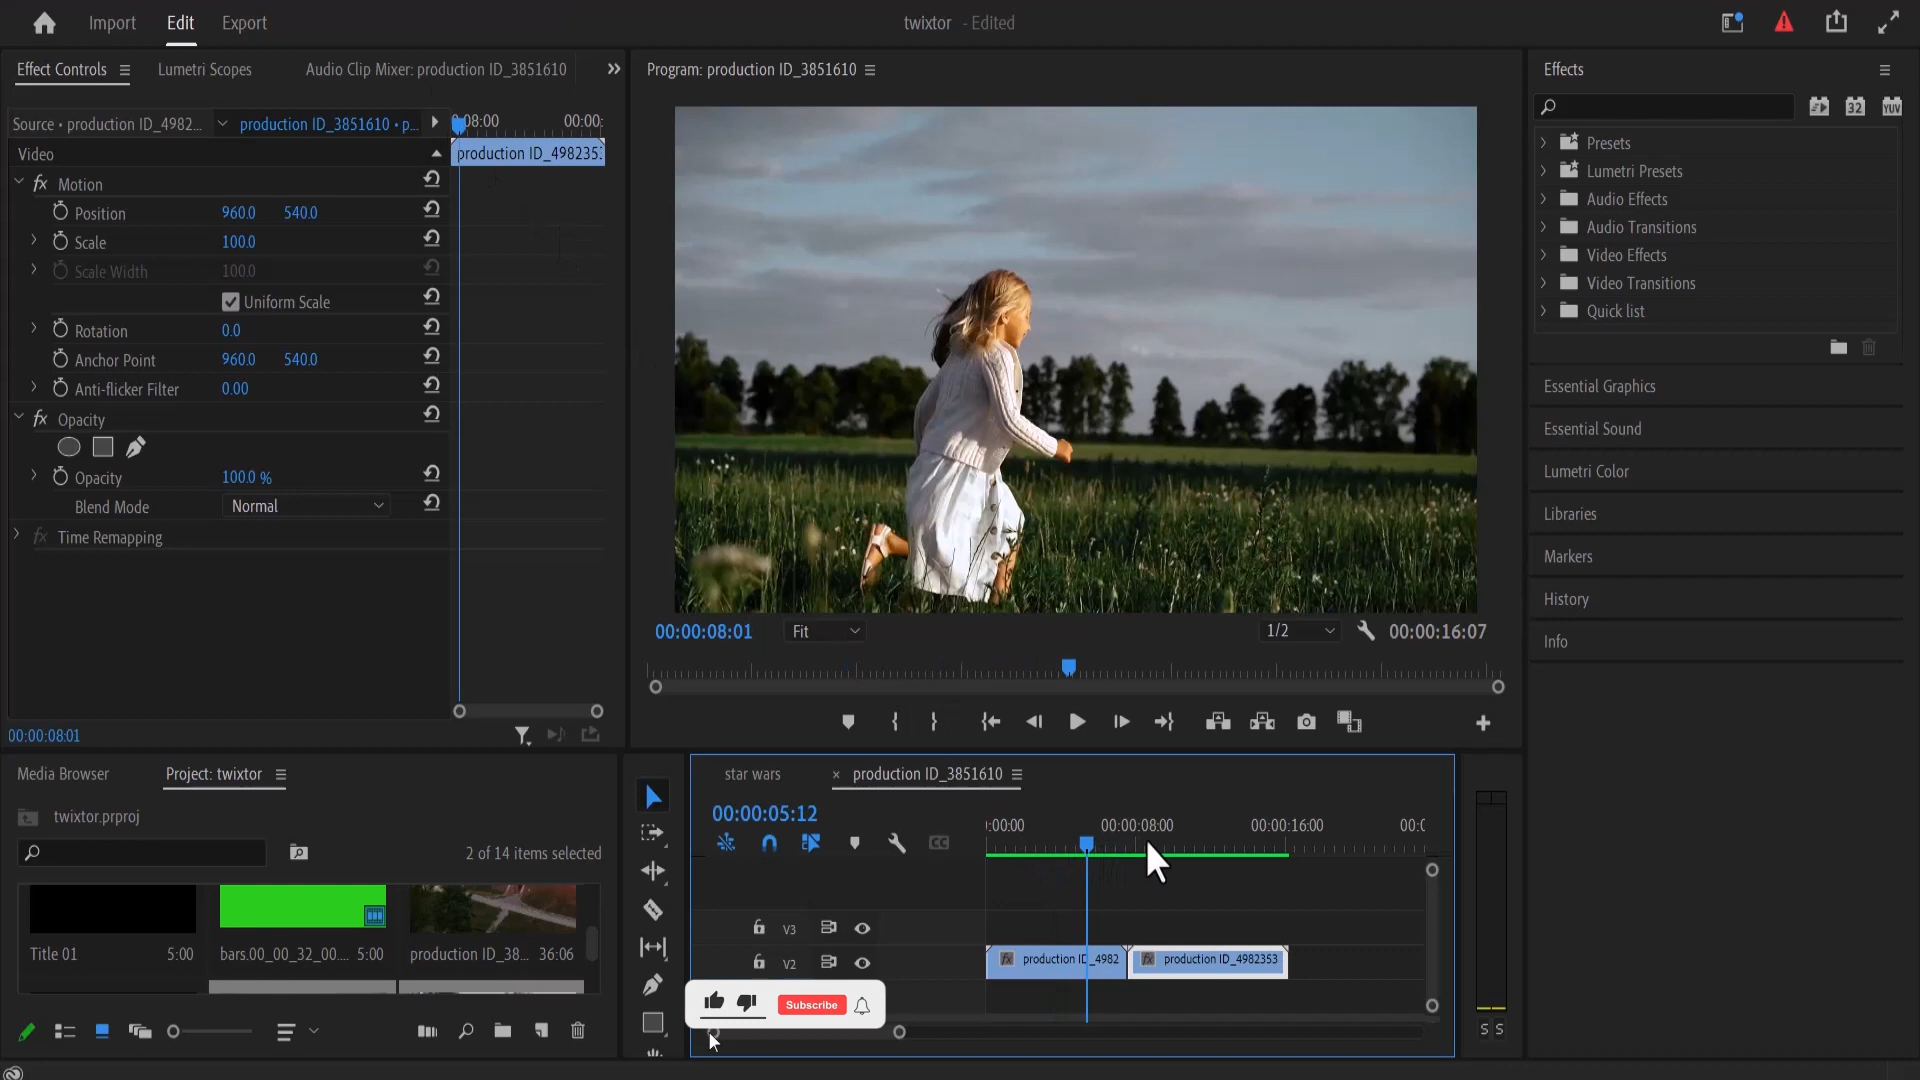 Import Edit Export
twixtor - Edited
Effect Controls Lumetri Scopes Audio Clip Mixer: production ID_3851610
Source • production ID_4982... production ID_3851610 • p...
Video
Motion
Position 960.0 540.0
Scale 100.0
Scale Width 100.0
Uniform Scale
Rotation 0.0
Anchor Point 960.0 540.0
Anti-flicker Filter 0.00
Opacity
Opacity 100.0 %
Blend Mode Normal
Time Remapping
:08:00 00:00:
production ID_498235
00:00:08:01
Program: production ID_3851610
00:00:08:01 Fit 1/2 00:00:16:07
Effects
32 YUV
Presets
Lumetri Presets
Audio Effects
Audio Transitions
Video Effects
Video Transitions
Quick list
Essential Graphics
Essential Sound
Lumetri Color
Libraries
Markers
History
Info
Media Browser Project: twixtor
twixtor.prproj
2 of 14 items selected
Title 01 5:00
bars.00_00_32_00.... 5:00
production ID_38... 36:06
star wars × production ID_3851610
00:00:05:12
:00:00 00:00:08:00 00:00:16:00 00:0
CC
V3
V2
fx production ID_4982
fx production ID_4982353
Subscribe
S S